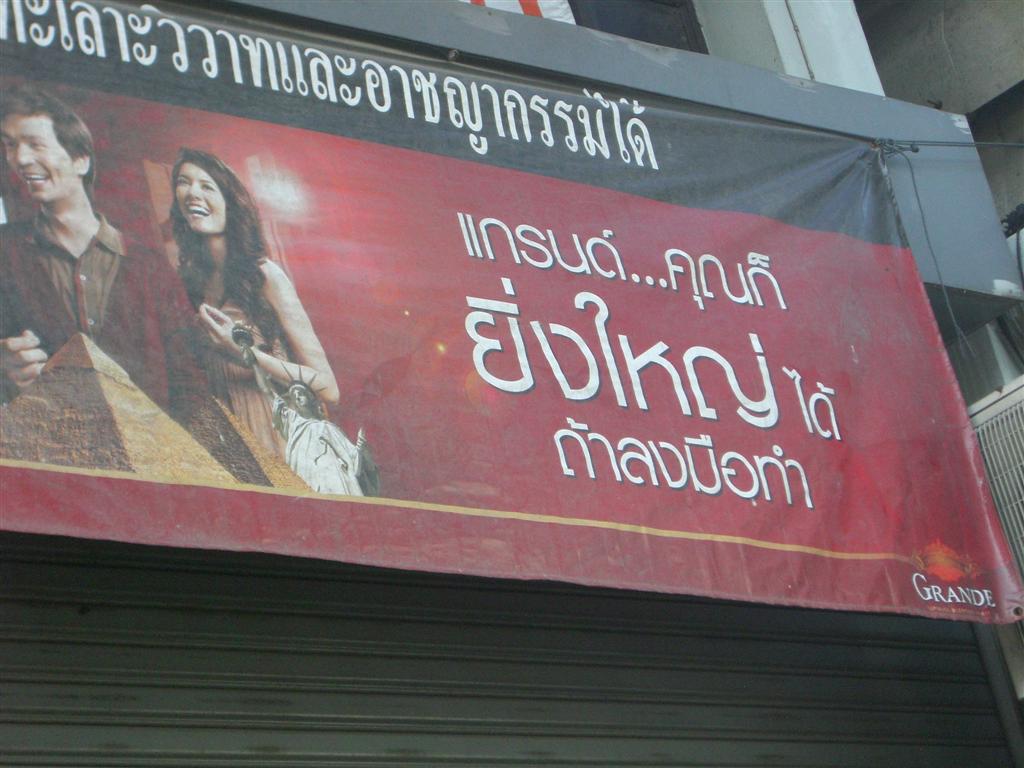 ทะเลาะวิวาทและอาชญากรรมได้
แกรนด์...คุณก็
ยิ่งใหญ่ ได้
ถ้าลงมือทำ
GRANDE